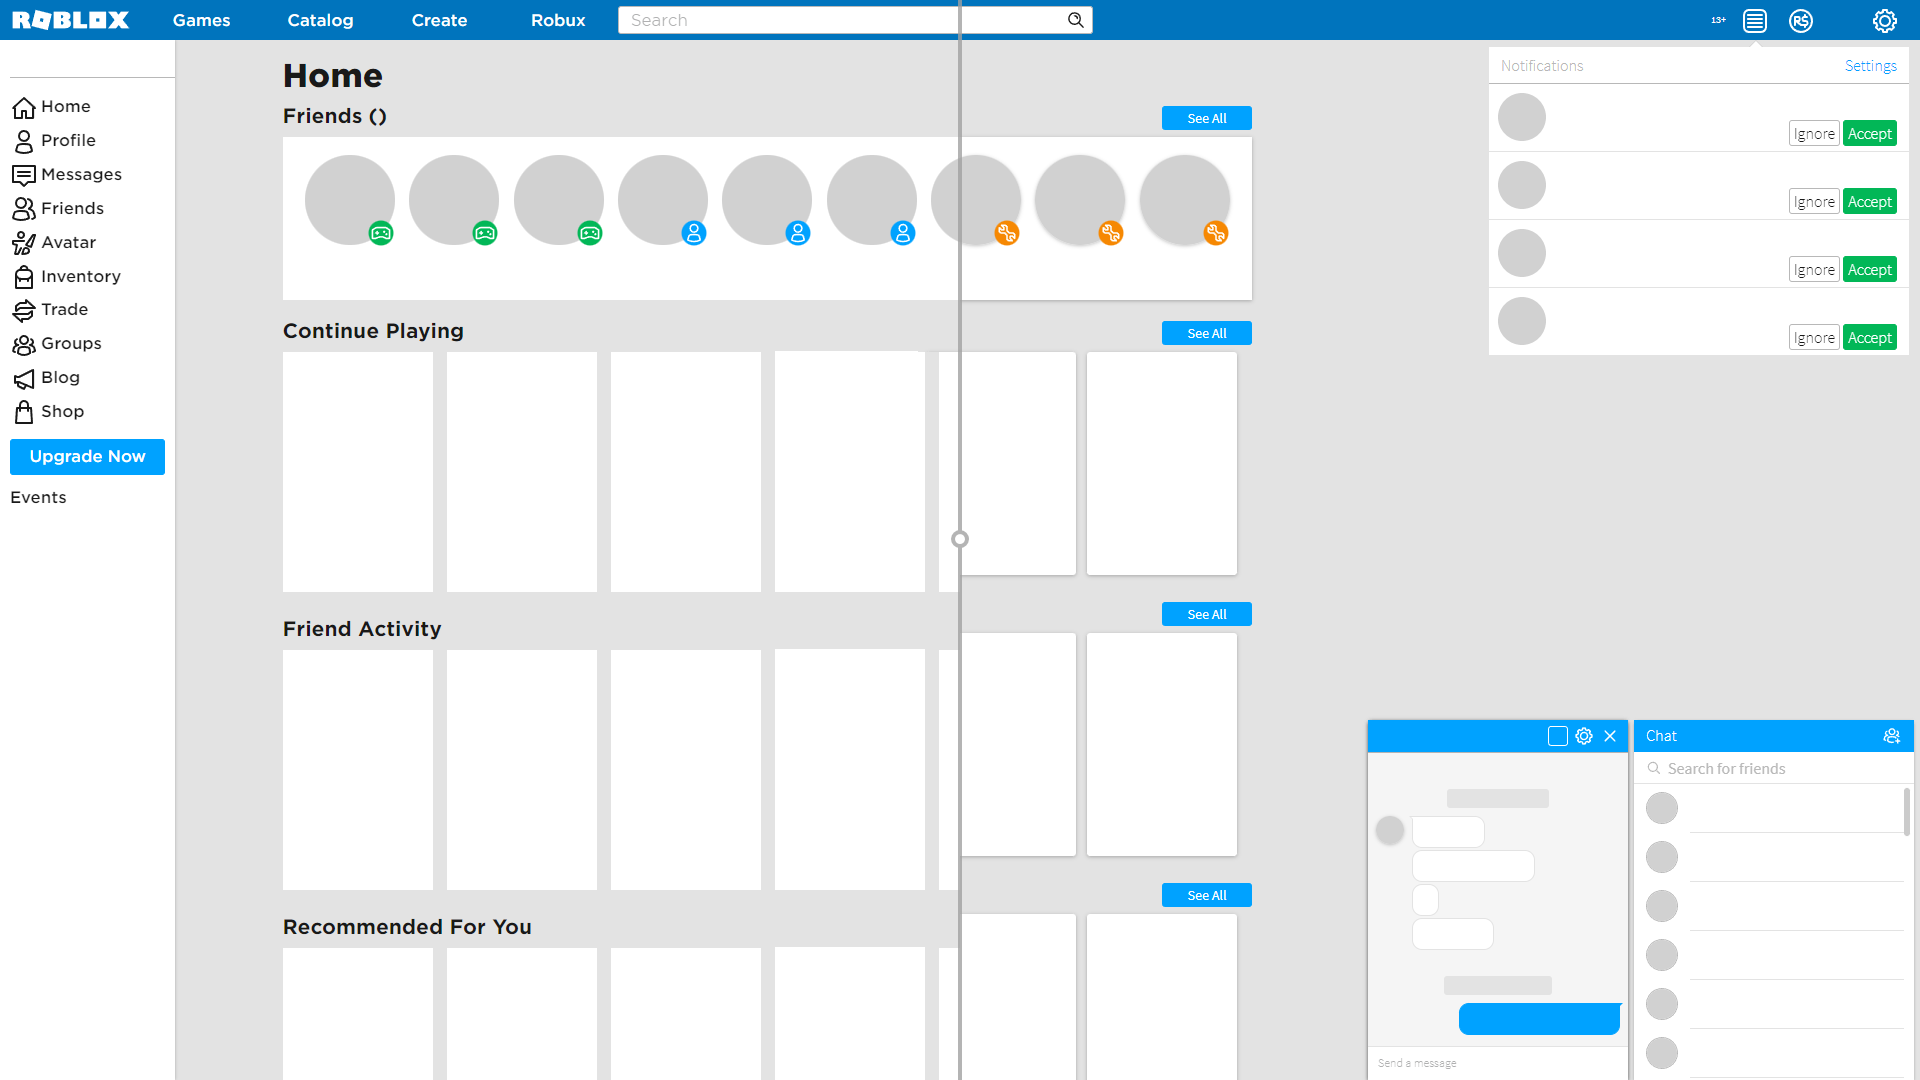 ROBLOX
Games
Catalog
Create
Robux
Search
13+
R$
Home
Profile
Messages
Friends
Avatar
Inventory
Trade
Groups
Blog
Shop
Upgrade Now
Events
Home
Friends ()
See All
Continue Playing
See All
Friend Activity
See All
Recommended For You
See All
Notifications
Settings
Ignore Accept
Ignore Accept
Ignore Accept
Ignore Accept
Send a message
Chat
Search for friends